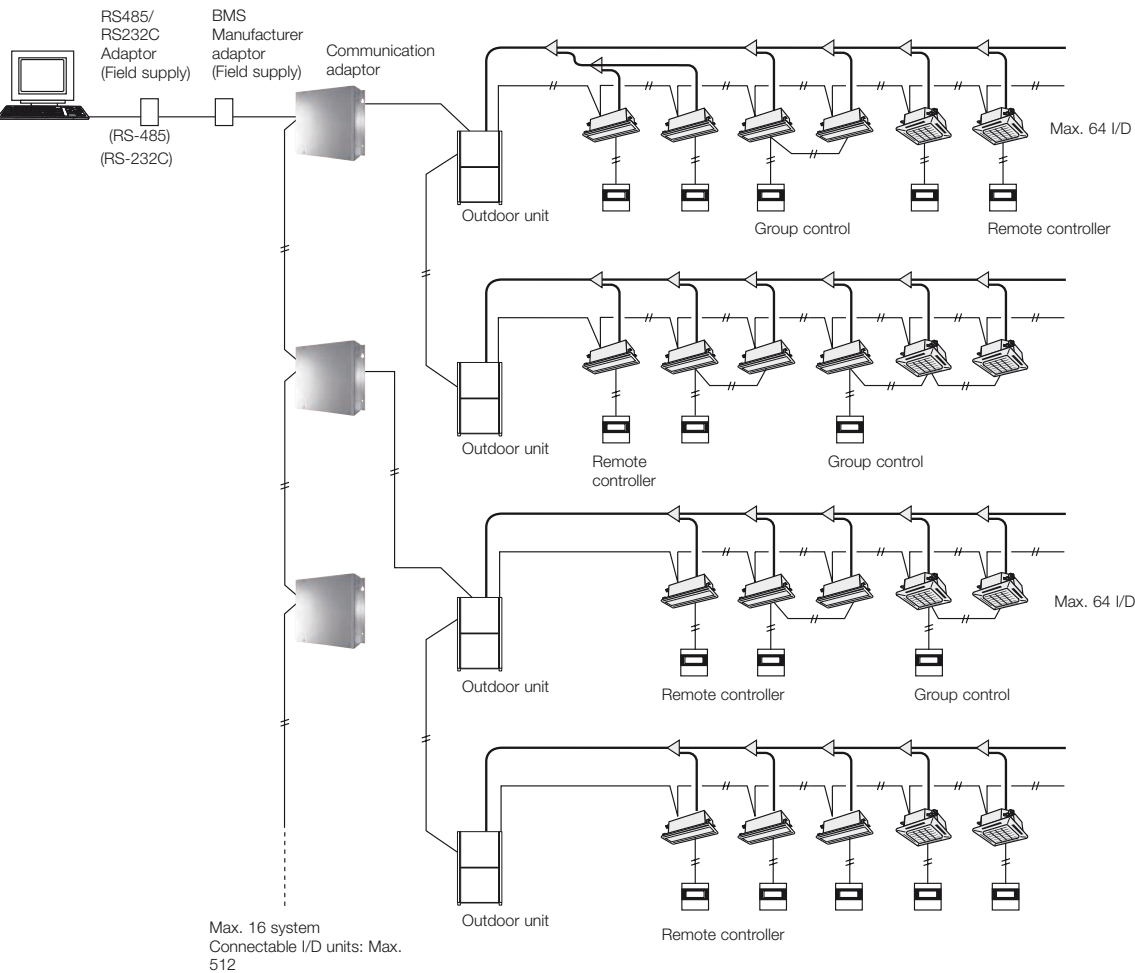 RS485/
RS232C
Adaptor
(Field supply)
BMS
Manufacturer
adaptor
(Field supply)
Communication
adaptor
(RS-485)
(RS-232C)
Max. 64 I/D
Outdoor unit
Group control
Remote controller
Outdoor unit
Remote
controller
Group control
Max. 64 I/D
Outdoor unit
Remote controller
Group control
Outdoor unit
Remote controller
Max. 16 system
Connectable I/D units: Max.
512